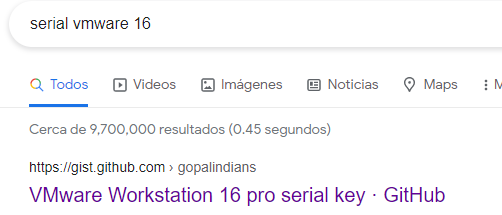 serial vmware 16
Todos Videos Imágenes Noticias Maps M
Cerca de 9,700,000 resultados (0.45 segundos)
https://gist.github.com › gopalindians
VMware Workstation 16 pro serial key · GitHub